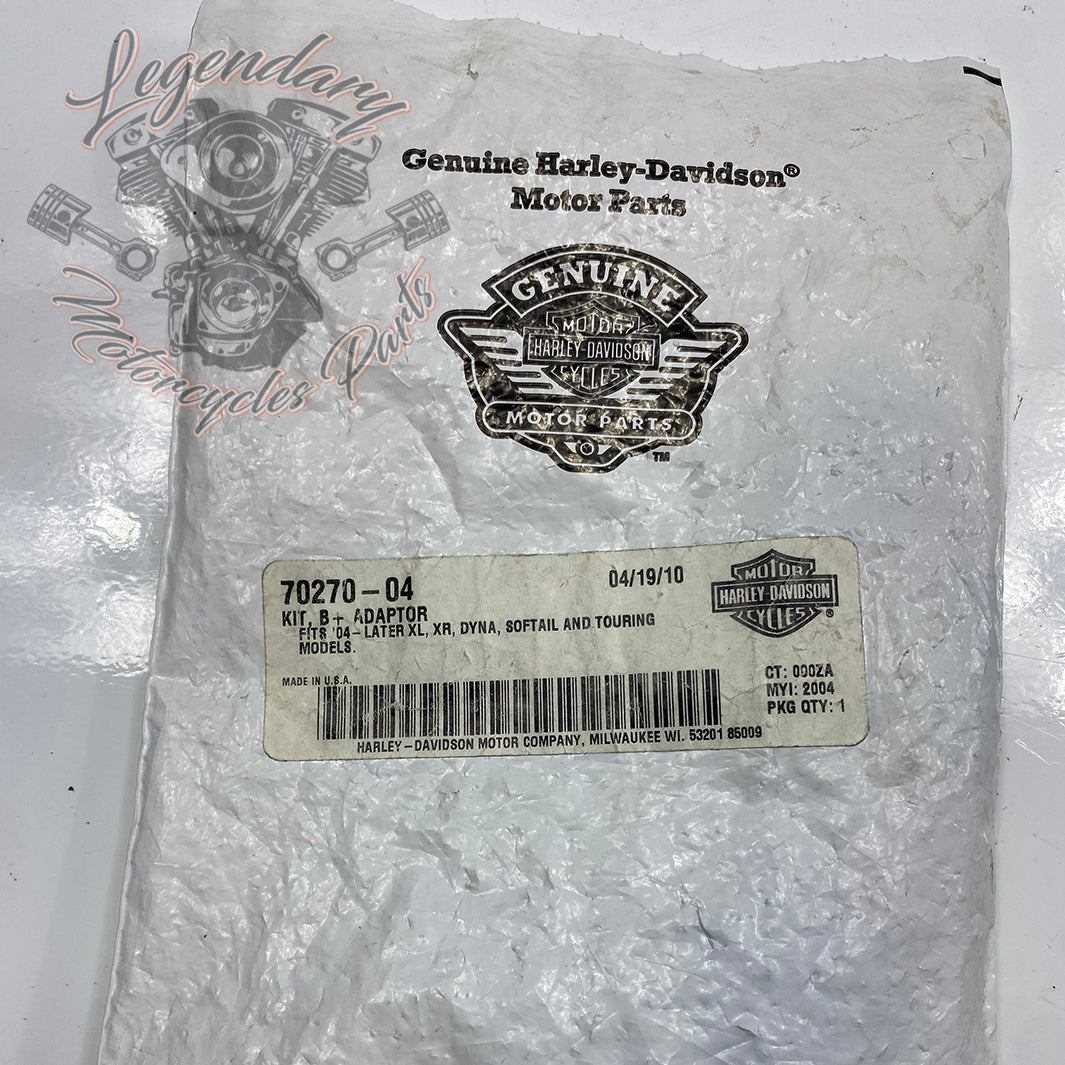 Legendary
Motorcycles Parts
Genuine Harley-Davidson®
Motor Parts
GENUINE
MOTOR
HARLEY-DAVIDSON
CYCLES
MOTOR PARTS
TM
70270-04
04/19/10
KIT, B+ ADAPTOR
FITS '04- LATER XL, XR, DYNA, SOFTAIL AND TOURING
MODELS.
MOTOR
HARLEY-DAVIDSON
CYCLES
®
MADE IN U.S.A.
CT: 090ZA
MYI: 2004
PKG QTY: 1
HARLEY-DAVIDSON MOTOR COMPANY, MILWAUKEE WI. 53201 85009